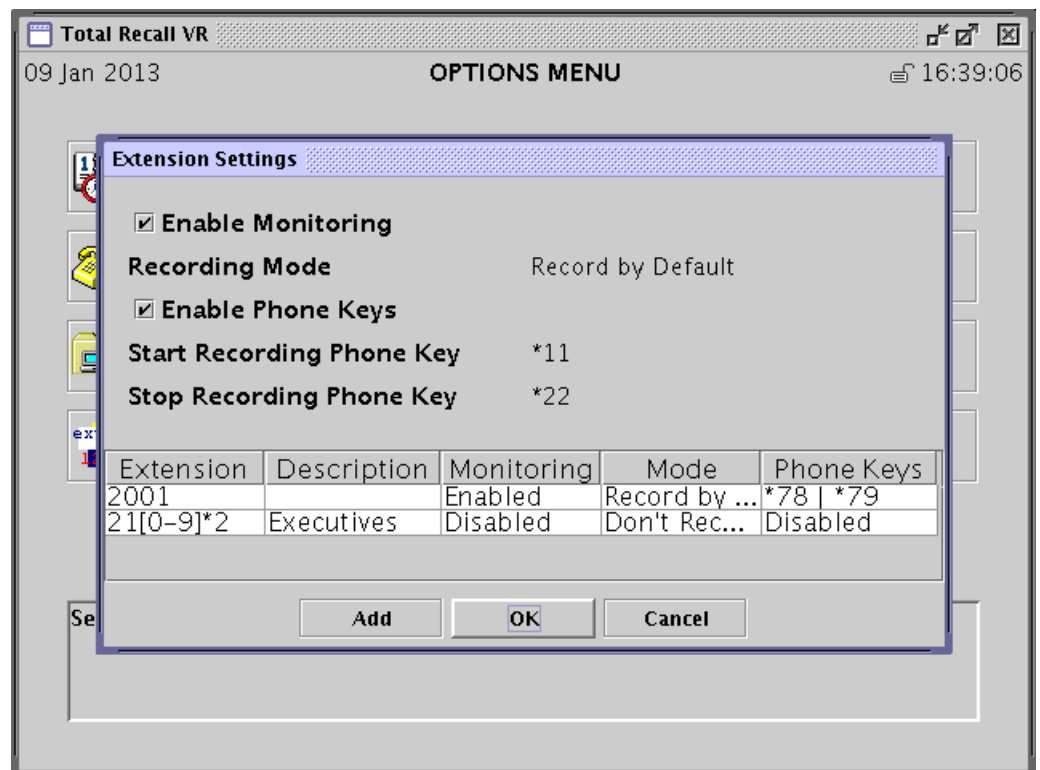 Total Recall VR
09 Jan 2013 OPTIONS MENU 16:39:06
Extension Settings
Enable Monitoring
Recording Mode Record by Default
Enable Phone Keys
Start Recording Phone Key *11
Stop Recording Phone Key *22
Extension Description Monitoring Mode Phone Keys
2001 Enabled Record by ... *78 | *79
21[0-9]*2 Executives Disabled Don't Rec... Disabled
Add OK Cancel
Se